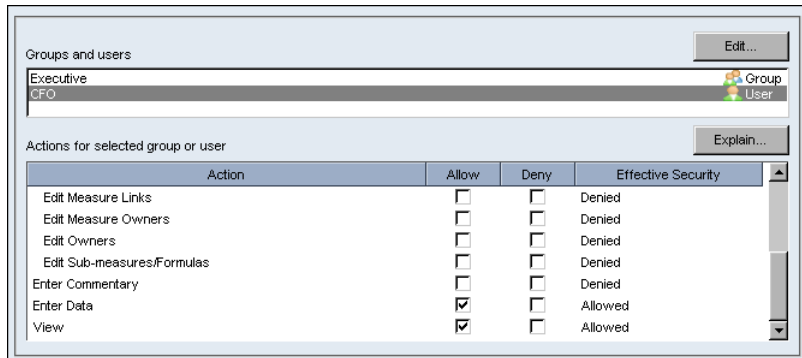 Edit...
Groups and users
Executive Group
CFO User
Explain...
Actions for selected group or user
Action Allow Deny Effective Security
Edit Measure Links Denied
Edit Measure Owners Denied
Edit Owners Denied
Edit Sub-measures/Formulas Denied
Enter Commentary Denied
Enter Data Allowed
View Allowed